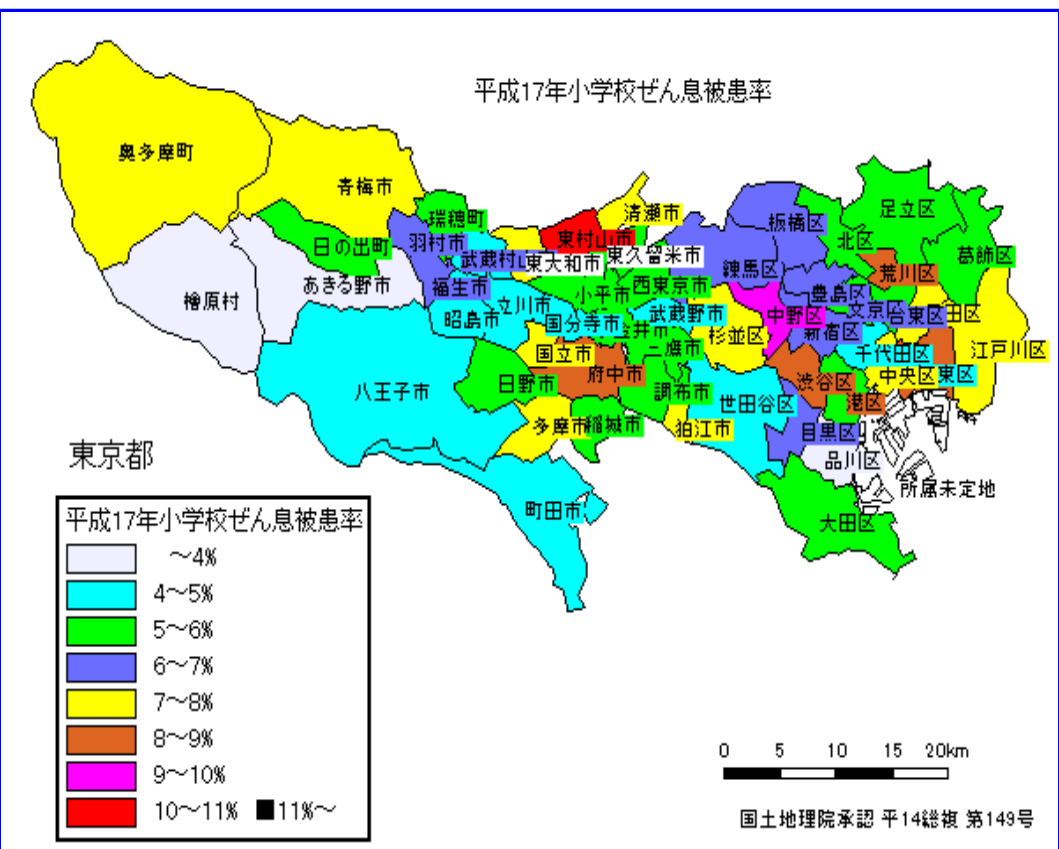 平成17年小学校ぜん息被患率
奥多摩町
青梅市
清瀬市
瑞穂町
板橋区
足立区
東村山市
羽村市
日の出町
武蔵村山
東大和市
東久留米市
練馬区
北区
荒川区
葛飾区
あきる野市
檜原村
福生市
小平市
西東京市
豊島区
昭島市
立川市
国分寺市
武蔵野市
中野区
文京区
台東区
田区
杉並区
新宿区
国立市
三鷹市
千代田区
江戸川区
八王子市
日野市
府中市
調布市
渋谷区
中央区
東区
世田谷区
港区
多摩市
稲城市
狛江市
目黒区
品川区
東京都
所属未定地
町田市
大田区
平成17年小学校ぜん息被患率
～4%
4～5%
5～6%
6～7%
7～8%
8～9%
9～10%
10～11% ■11%～
0 5 10 15 20km
国土地理院承認 平14総複 第149号